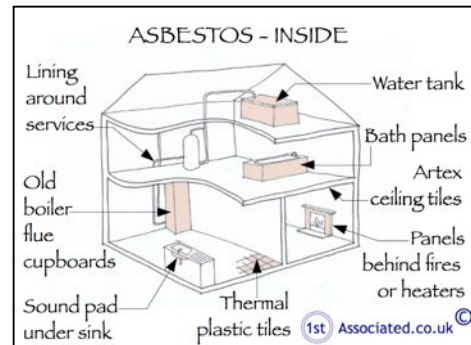 ASBESTOS - INSIDE
Lining
around
services
Water tank
Bath panels
Artex
ceiling tiles
Old
boiler
flue
cupboards
Panels
behind fires
or heaters
Sound pad
under sink
Thermal
plastic tiles
1st Associated.co.uk ©